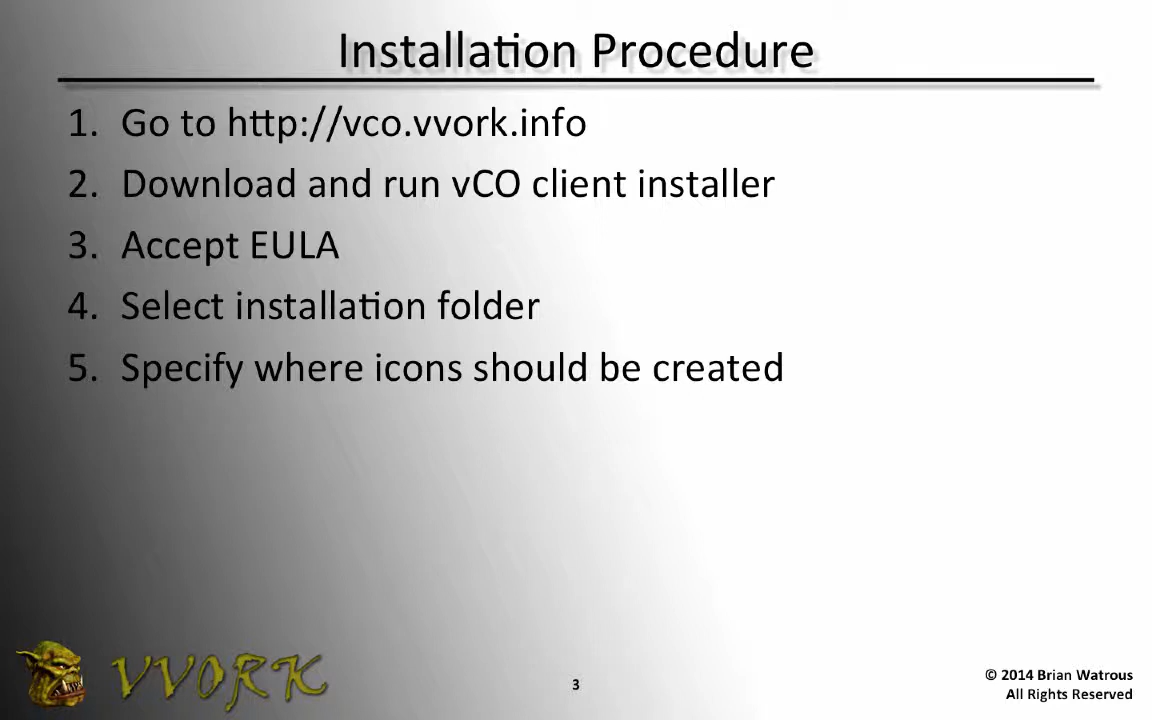 Installation Procedure
1. Go to http://vco.vvork.info
2. Download and run vCO client installer
3. Accept EULA
4. Select installation folder
5. Specify where icons should be created
VVORK
3
© 2014 Brian Watrous
All Rights Reserved